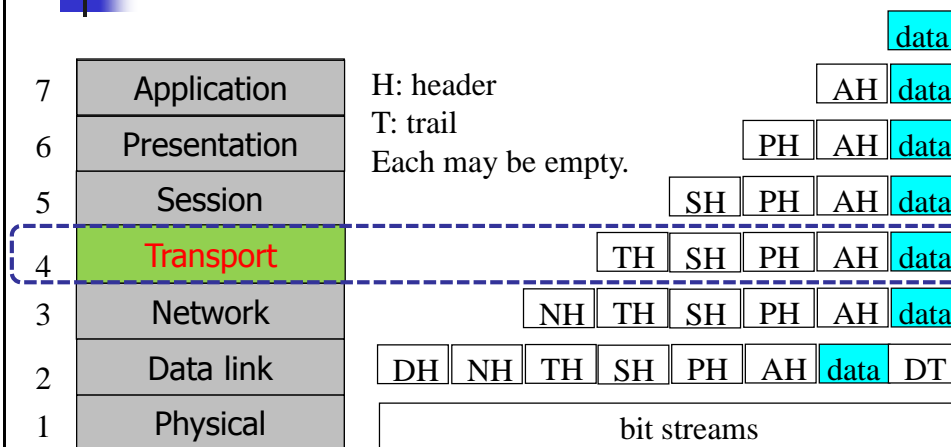 data
7 Application H: header AH data
T: trail
6 Presentation PH AH data
Each may be empty.
5 Session SH PH AH data
4 Transport TH SH PH AH data
3 Network NH TH SH PH AH data
2 Data link DH NH TH SH PH AH data DT
1 Physical bit streams